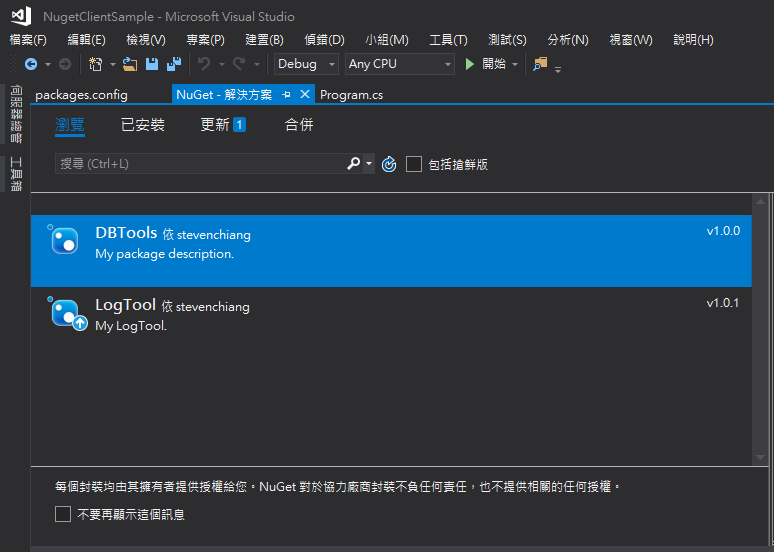 NugetClientSample - Microsoft Visual Studio
檔案(F) 編輯(E) 檢視(V) 專案(P) 建置(B) 偵錯(D) 小組(M) 工具(T) 測試(S) 分析(N) 視窗(W) 說明(H)
Debug Any CPU 開始
伺服器總管
工具箱
packages.config NuGet - 解決方案 Program.cs
瀏覽 已安裝 更新 1 合併
搜尋 (Ctrl+L) 包括搶鮮版
DBTools 依 stevenchiang v1.0.0
My package description.
LogTool 依 stevenchiang v1.0.1
My LogTool.
每個封裝均由其擁有者提供授權給您。NuGet 對於協力廠商封裝不負任何責任，也不提供相關的任何授權。
不要再顯示這個訊息